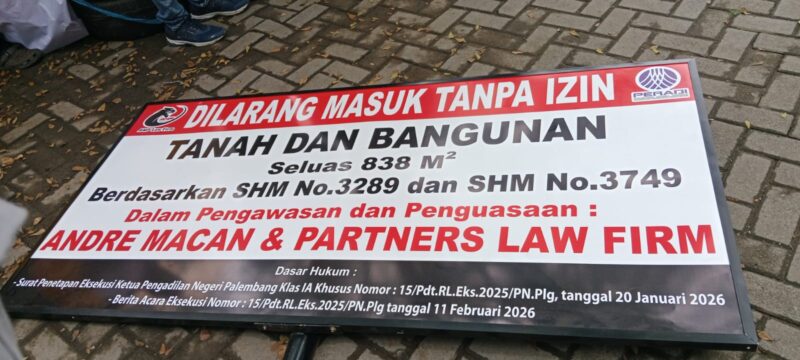 DILARANG MASUK TANPA IZIN
PERADI
TANAH DAN BANGUNAN
Seluas 838 M²
Berdasarkan SHM No.3289 dan SHM No.3749
Dalam Pengawasan dan Penguasaan :
ANDRE MACAN & PARTNERS LAW FIRM
Dasar Hukum :
- Surat Penetapan Eksekusi Ketua Pengadilan Negeri Palembang Klas IA Khusus Nomor : 15/Pdt.RL.Eks.2025/PN.Plg, tanggal 20 Januari 2026
- Berita Acara Eksekusi Nomor : 15/Pdt.RL.Eks.2025/PN.Plg tanggal 11 Februari 2026